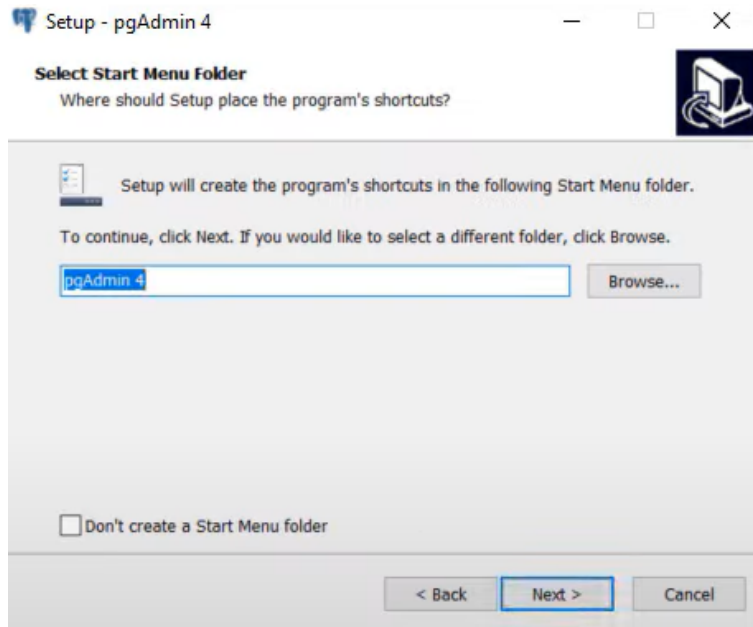 Setup - pgAdmin 4
Select Start Menu Folder
Where should Setup place the program's shortcuts?
Setup will create the program's shortcuts in the following Start Menu folder.
To continue, click Next. If you would like to select a different folder, click Browse.
pgAdmin 4
Browse...
Don't create a Start Menu folder
< Back
Next >
Cancel